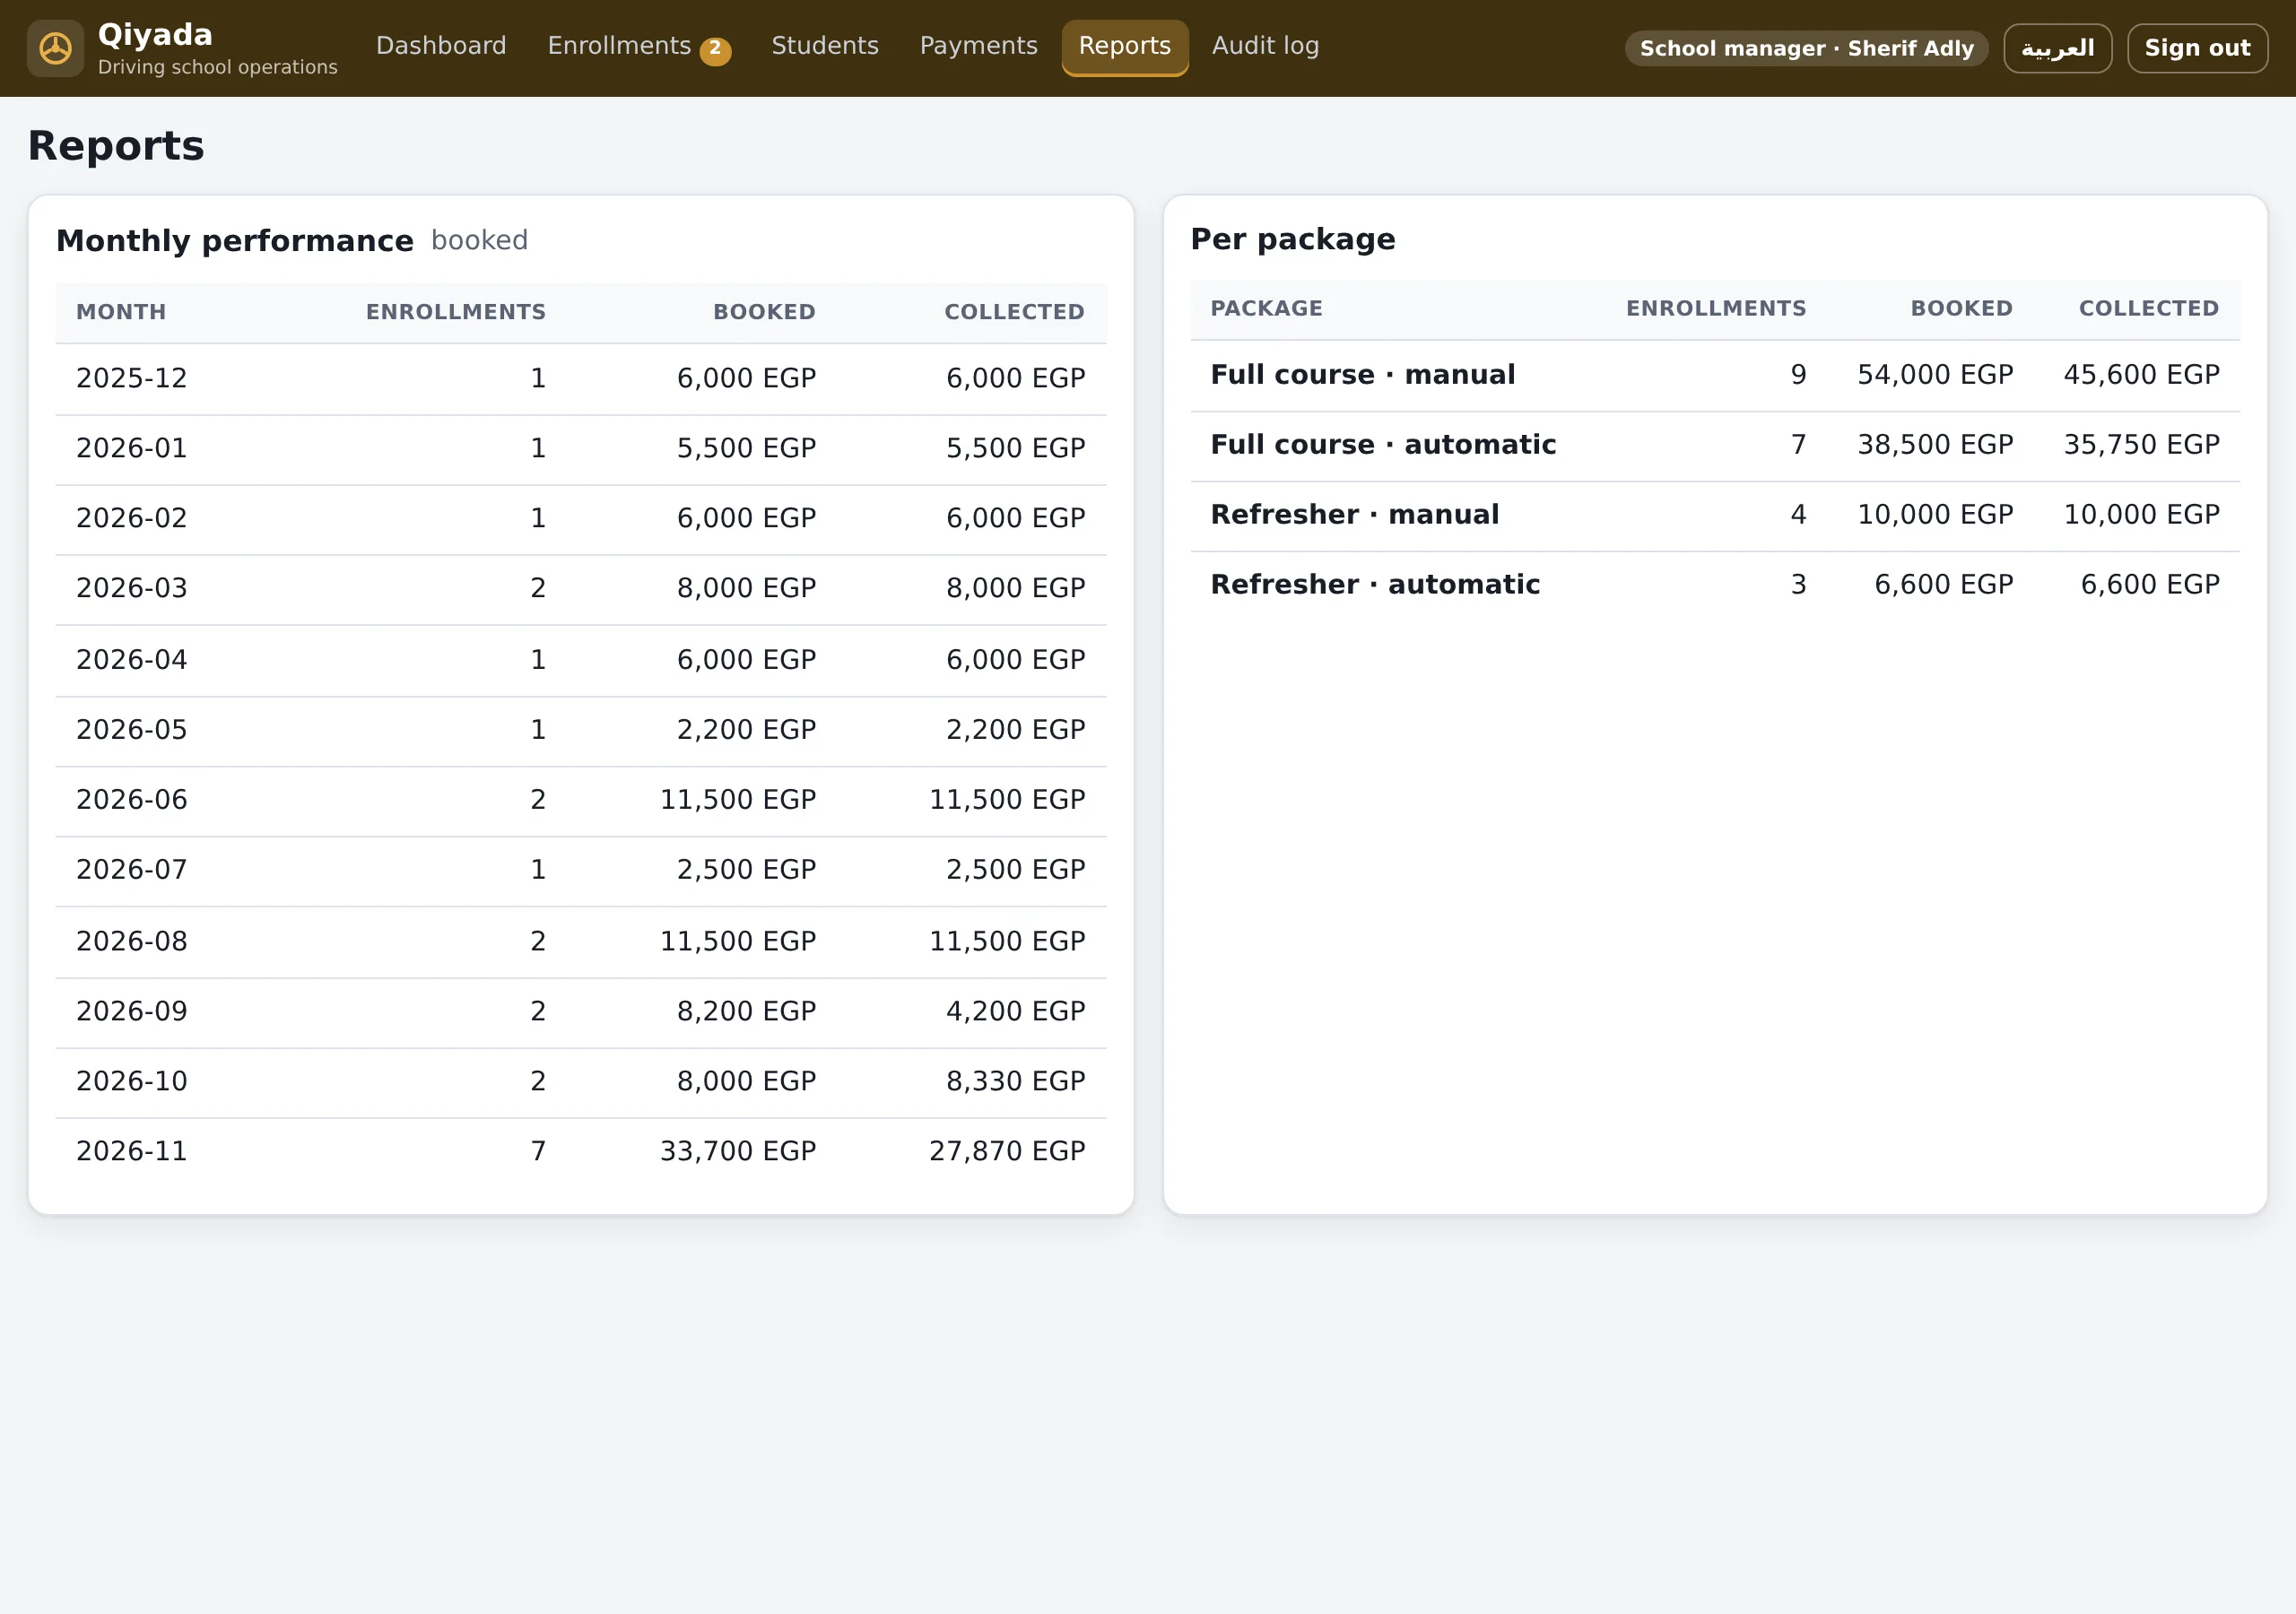 Qiyada
Driving school operations
Dashboard
Enrollments 2
Students
Payments
Reports
Audit log
School manager · Sherif Adly
العربية
Sign out
Reports
Monthly performance booked
MONTH ENROLLMENTS BOOKED COLLECTED
2025-12 1 6,000 EGP 6,000 EGP
2026-01 1 5,500 EGP 5,500 EGP
2026-02 1 6,000 EGP 6,000 EGP
2026-03 2 8,000 EGP 8,000 EGP
2026-04 1 6,000 EGP 6,000 EGP
2026-05 1 2,200 EGP 2,200 EGP
2026-06 2 11,500 EGP 11,500 EGP
2026-07 1 2,500 EGP 2,500 EGP
2026-08 2 11,500 EGP 11,500 EGP
2026-09 2 8,200 EGP 4,200 EGP
2026-10 2 8,000 EGP 8,330 EGP
2026-11 7 33,700 EGP 27,870 EGP
Per package
PACKAGE ENROLLMENTS BOOKED COLLECTED
Full course · manual 9 54,000 EGP 45,600 EGP
Full course · automatic 7 38,500 EGP 35,750 EGP
Refresher · manual 4 10,000 EGP 10,000 EGP
Refresher · automatic 3 6,600 EGP 6,600 EGP